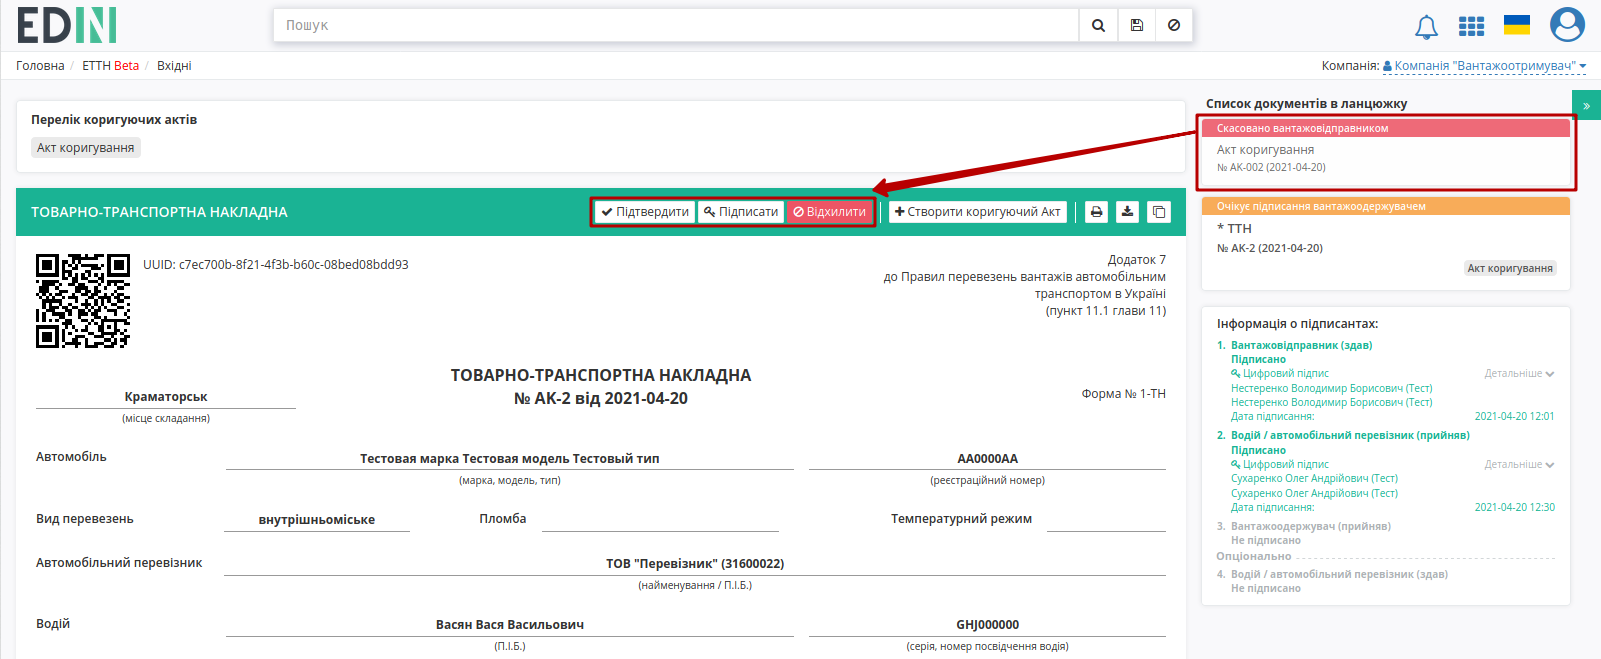 EDIN
Пошук
Головна / ЕТТН Beta / Вхідні
Компанія: Компанія "Вантажоотримувач"
Перелік коригуючих актів
Акт коригування
ТОВАРНО-ТРАНСПОРТНА НАКЛАДНА
Підтвердити
Підписати
Відхилити
Створити коригуючий Акт
UUID: c7ec700b-8f21-4f3b-b60c-08bed08bdd93
Додаток 7
до Правил перевезень вантажів автомобільним
транспортом в Україні
(пункт 11.1 глави 11)
ТОВАРНО-ТРАНСПОРТНА НАКЛАДНА
№ АК-2 від 2021-04-20
Краматорськ
(місце складання)
Форма № 1-ТН
Автомобіль
Тестовая марка Тестовая модель Тестовый тип
(марка, модель, тип)
АА0000АА
(реєстраційний номер)
Вид перевезень
внутрішньоміське
Пломба
Температурний режим
Автомобільний перевізник
ТОВ "Перевізник" (31600022)
(найменування / П.І.Б.)
Водій
Васян Вася Васильович
(П.І.Б.)
GHJ000000
(серія, номер посвідчення водія)
Список документів в ланцюжку
»
Скасовано вантажовідправником
Акт коригування
№ АК-002 (2021-04-20)
Очікує підписання вантажоодержувачем
* ТТН
№ АК-2 (2021-04-20)
Акт коригування
Інформація о підписантах:
1. Вантажовідправник (здав)
Підписано
Цифровий підпис
Детальніше
Нестеренко Володимир Борисович (Тест)
Нестеренко Володимир Борисович (Тест)
Дата підписання: 2021-04-20 12:01
2. Водій / автомобільний перевізник (прийняв)
Підписано
Цифровий підпис
Детальніше
Сухаренко Олег Андрійович (Тест)
Сухаренко Олег Андрійович (Тест)
Дата підписання: 2021-04-20 12:30
3. Вантажоодержувач (прийняв)
Не підписано
Опціонально
4. Водій / автомобільний перевізник (здав)
Не підписано